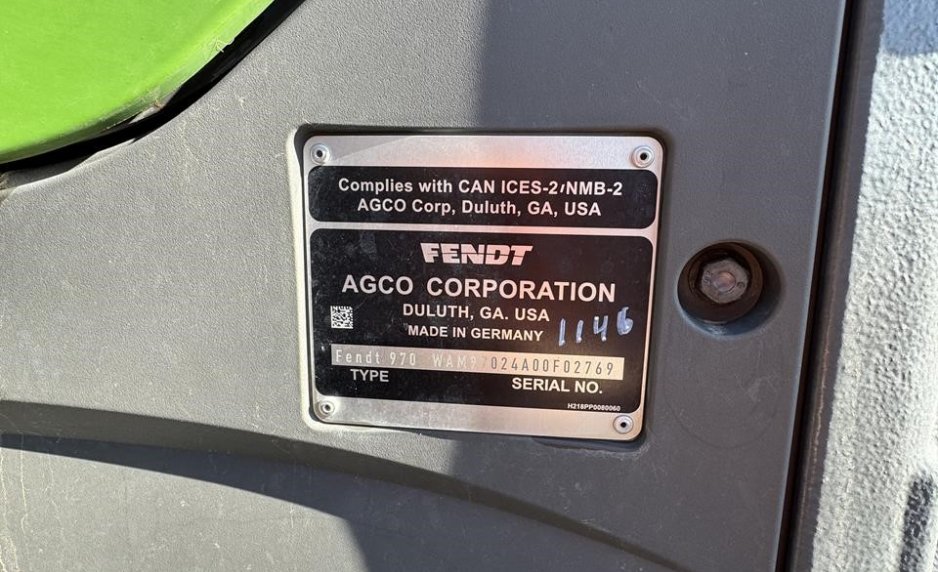 Complies with CAN ICES-2/NMB-2
AGCO Corp, Duluth, GA, USA
FENDT
AGCO CORPORATION
DULUTH, GA. USA
MADE IN GERMANY 1146
Fendt 970 WAM97024A00F02769
TYPE SERIAL NO.
H218PP0080060